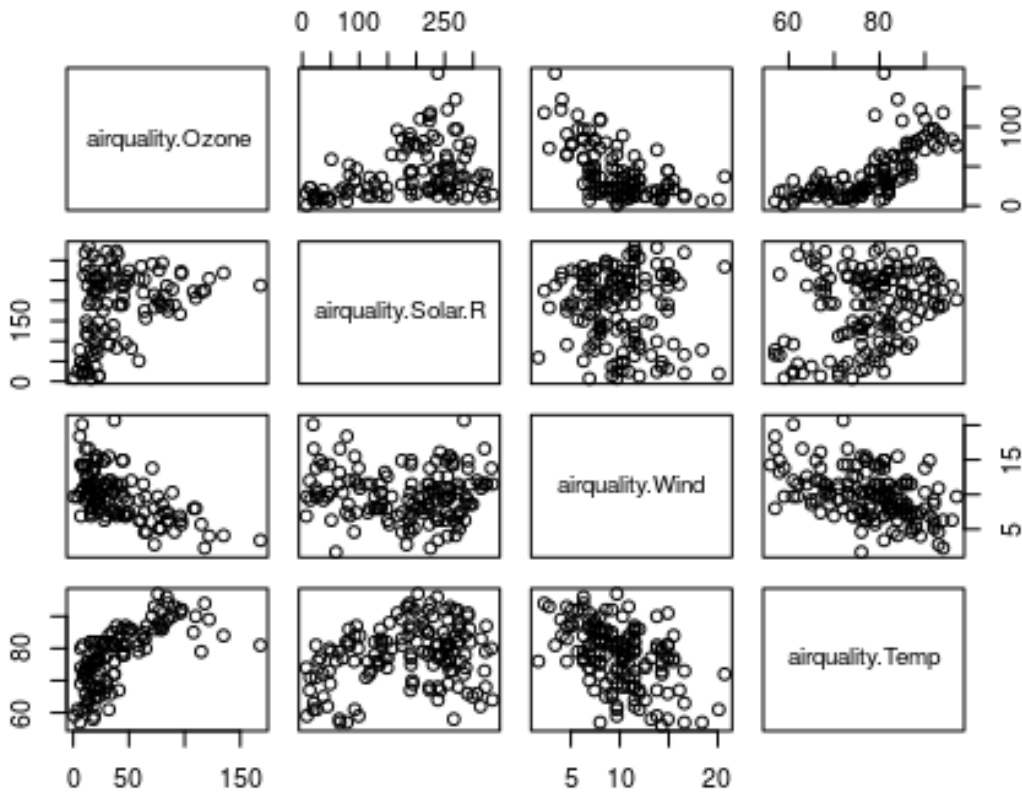 0 100 250
60 80
airquality.Ozone
0 100
0 150
airquality.Solar.R
airquality.Wind
5 15
60 80
airquality.Temp
0 50 150
5 10 20